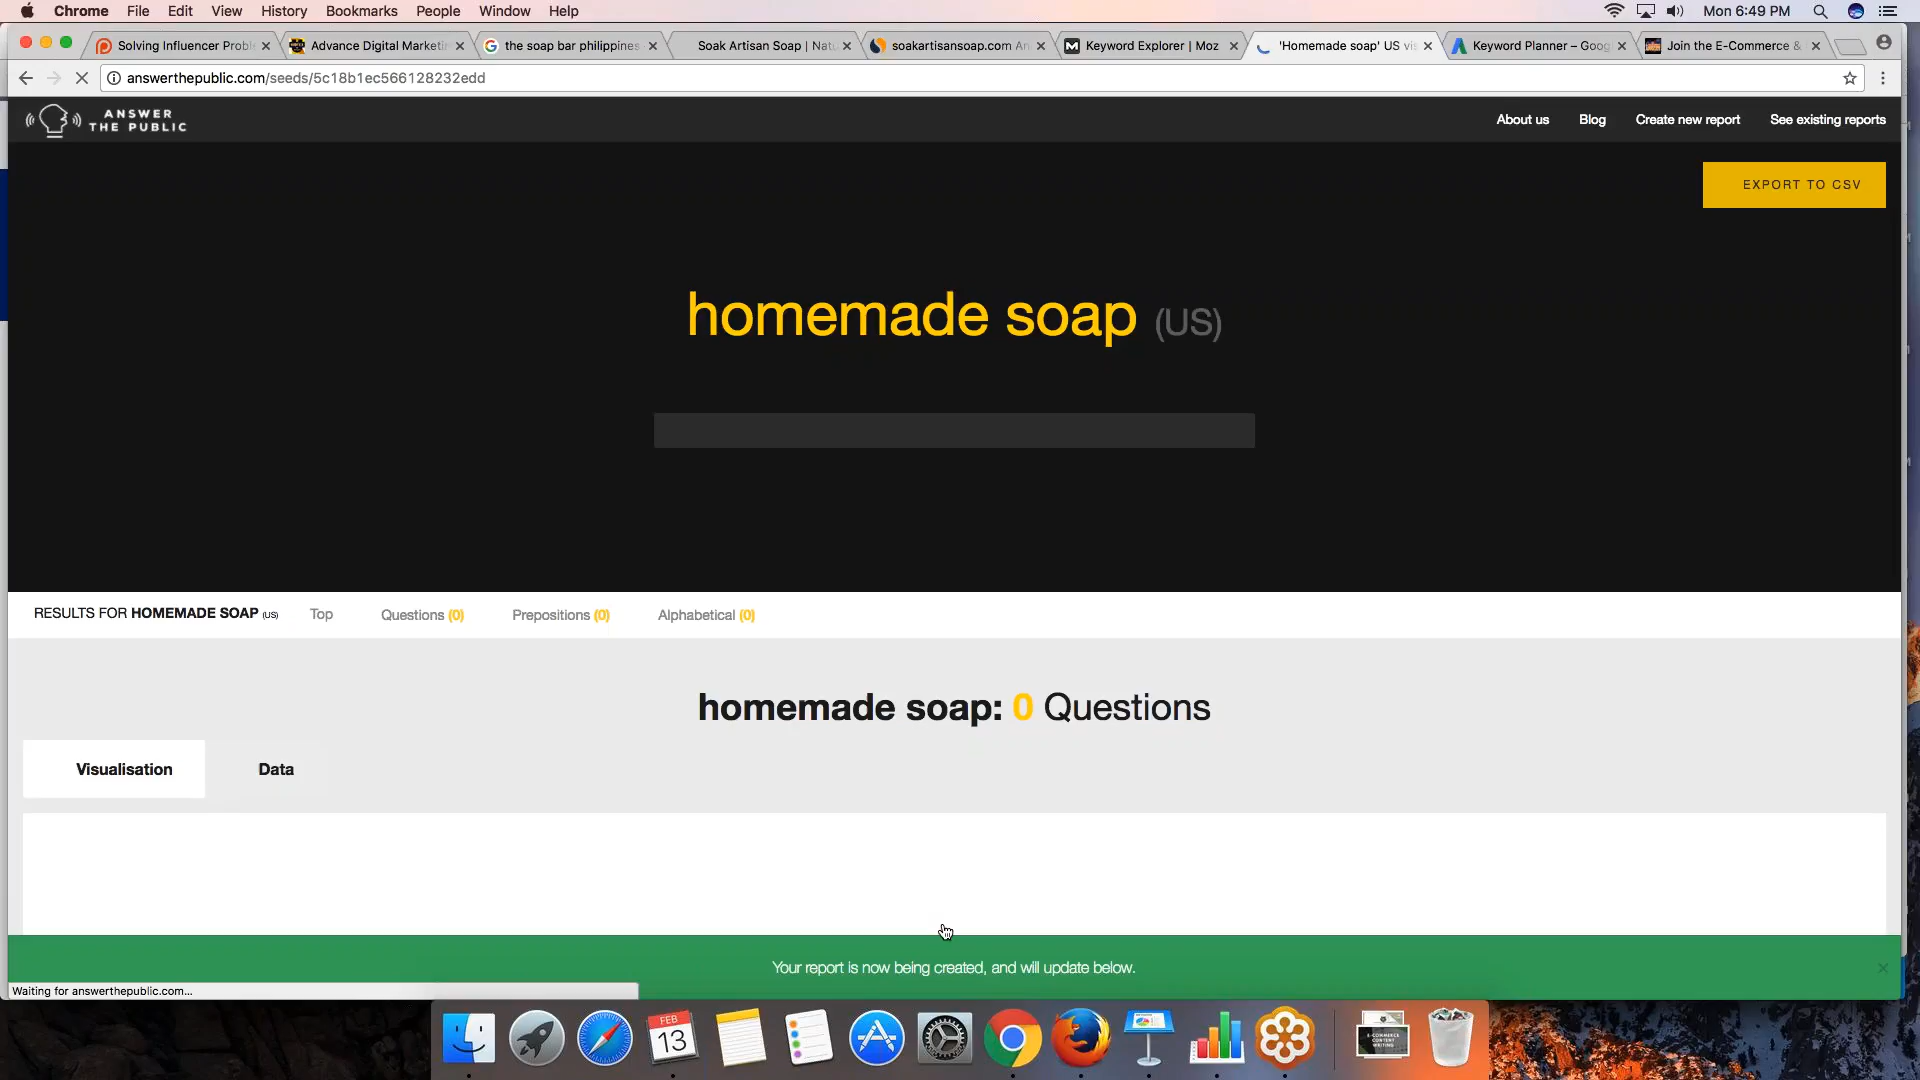 Chrome File Edit View History Bookmarks People Window Help Mon 6:49 PM
Solving Influencer Probl Advance Digital Marketin the soap bar philippines Soak Artisan Soap | Natu soakartisansoap.com An Keyword Explorer | Moz 'Homemade soap' US vis Keyword Planner – Goog Join the E-Commerce &
answerthepublic.com/seeds/5c18b1ec566128232edd
ANSWER
THE PUBLIC
About us Blog Create new report See existing reports
EXPORT TO CSV
homemade soap (US)
RESULTS FOR HOMEMADE SOAP (US) Top Questions (0) Prepositions (0) Alphabetical (0)
homemade soap: 0 Questions
Visualisation Data
Your report is now being created, and will update below.
Waiting for answerthepublic.com...
FEB
13
E-COMMERCE
CONTENT
WRITING